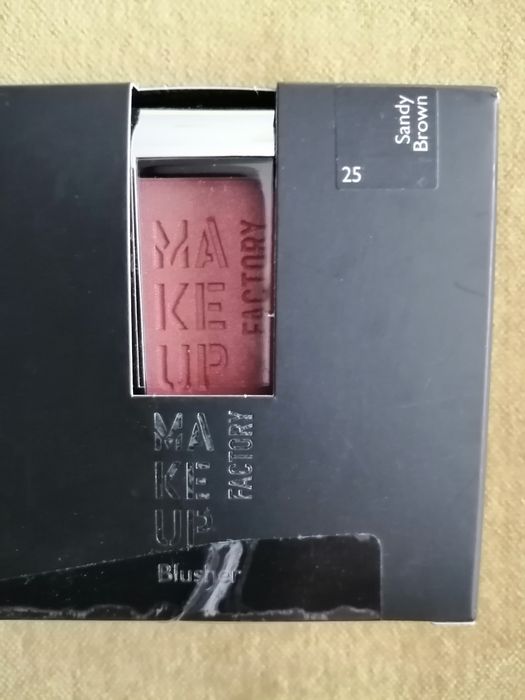 Sandy
Brown
25
MA
KE
UP
FACTORY
MA
KE
UP
FACTORY
Blusher